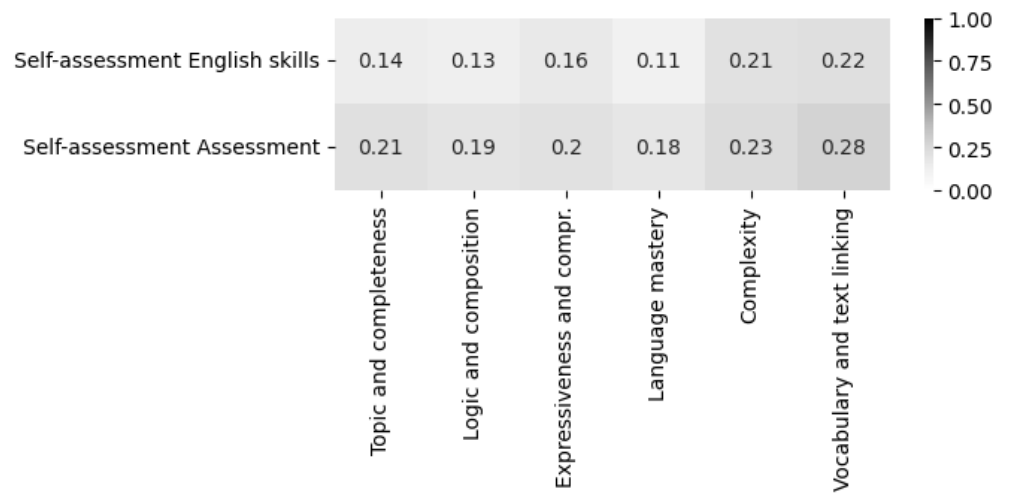 Self-assessment English skills
0.14 0.13 0.16 0.11 0.21 0.22
Self-assessment Assessment
0.21 0.19 0.2 0.18 0.23 0.28
Topic and completeness
Logic and composition
Expressiveness and compr.
Language mastery
Complexity
Vocabulary and text linking
1.00
0.75
0.50
0.25
0.00